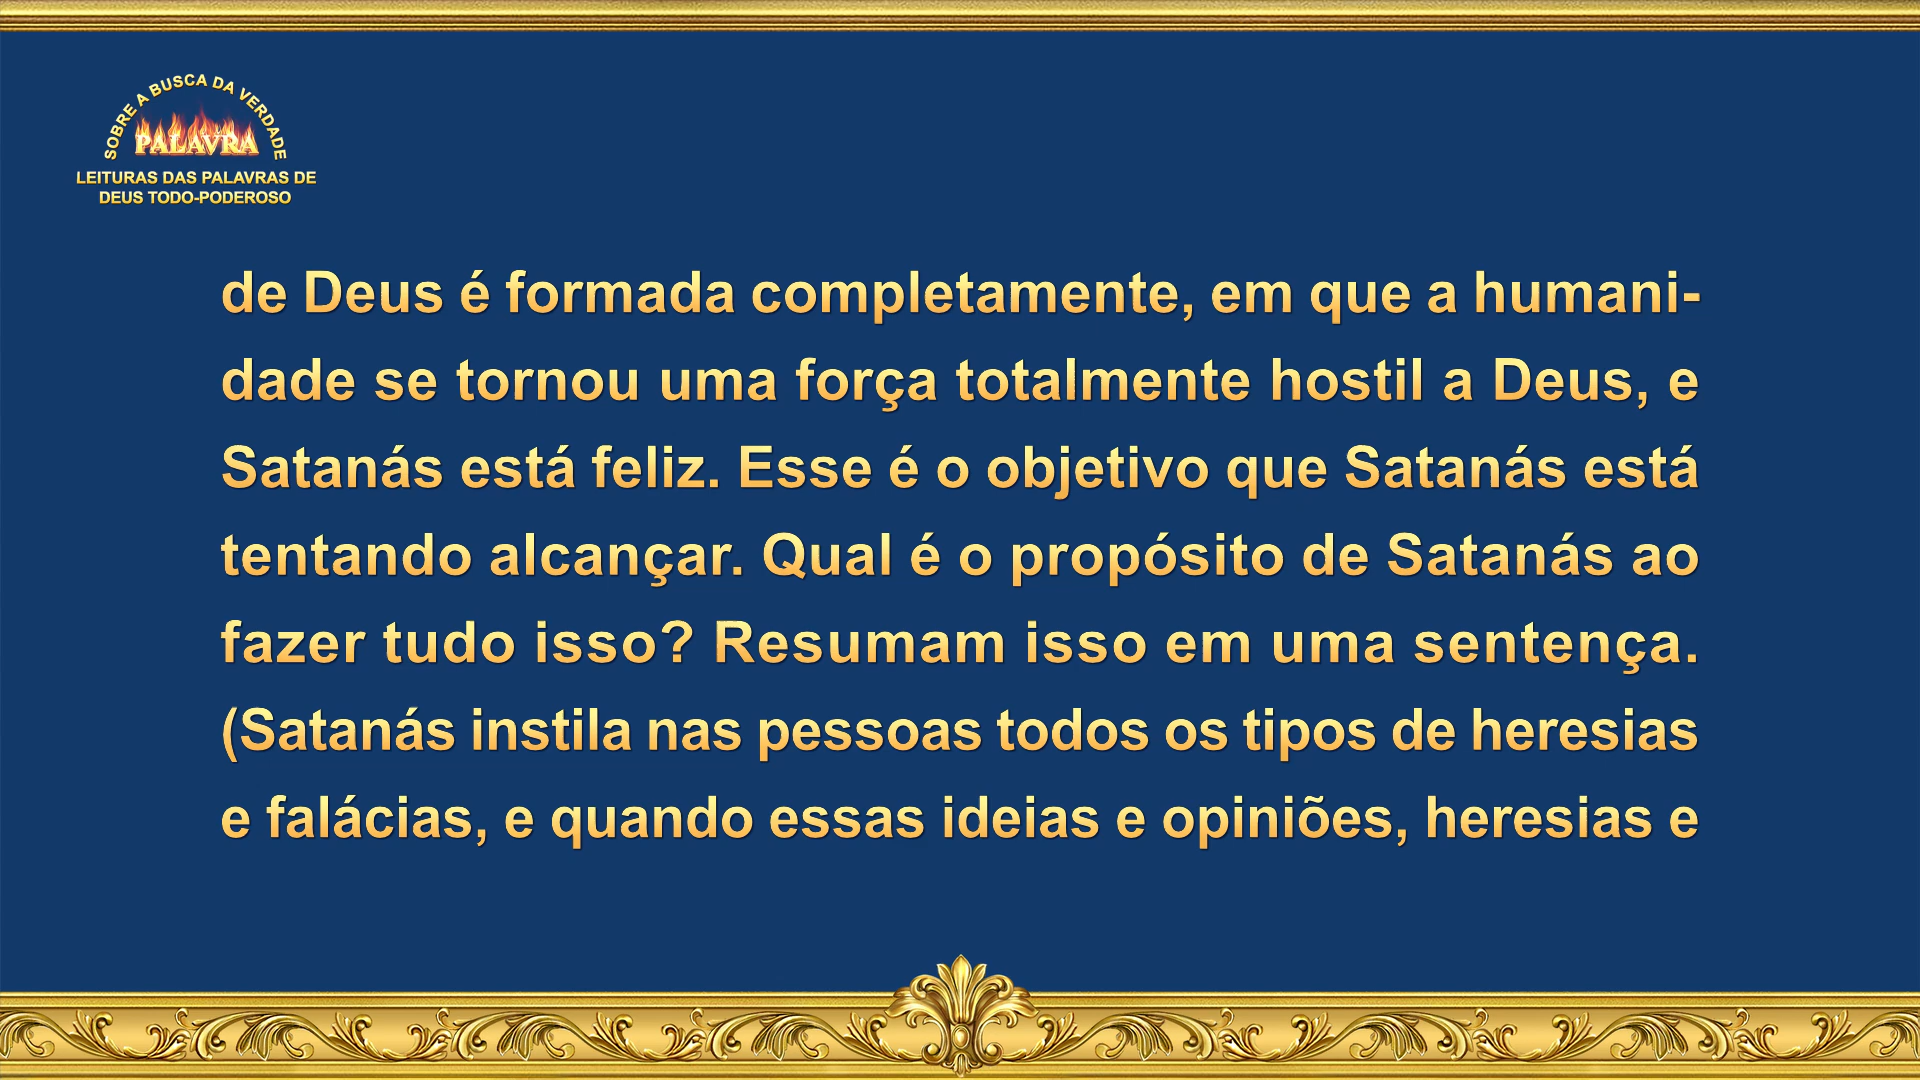 SOBRE A BUSCA DA VERDADE
PALAVRA
LEITURAS DAS PALAVRAS DE
DEUS TODO-PODEROSO
de Deus é formada completamente, em que a humani-
dade se tornou uma força totalmente hostil a Deus, e
Satanás está feliz. Esse é o objetivo que Satanás está
tentando alcançar. Qual é o propósito de Satanás ao
fazer tudo isso? Resumam isso em uma sentença.
(Satanás instila nas pessoas todos os tipos de heresias
e falácias, e quando essas ideias e opiniões, heresias e